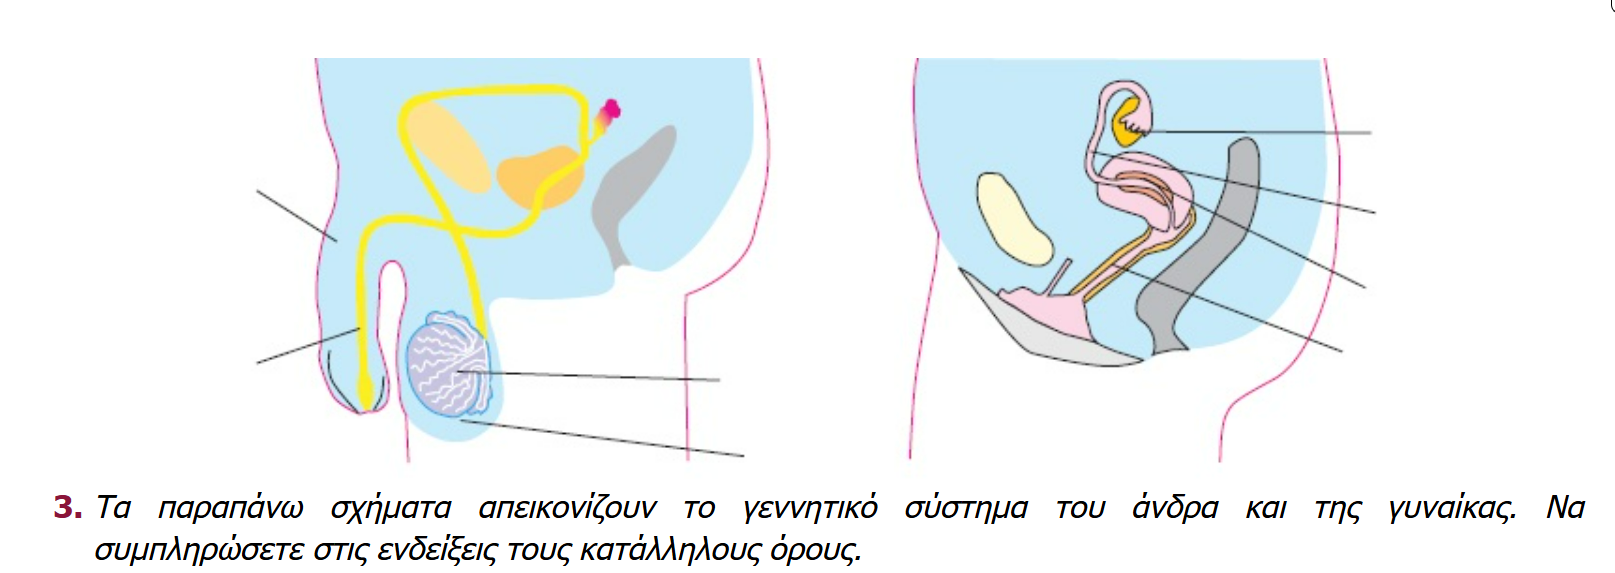 3. Τα παραπάνω σχήματα απεικονίζουν το γεννητικό σύστημα του άνδρα και της γυναίκας. Να
συμπληρώσετε στις ενδείξεις τους κατάλληλους όρους.